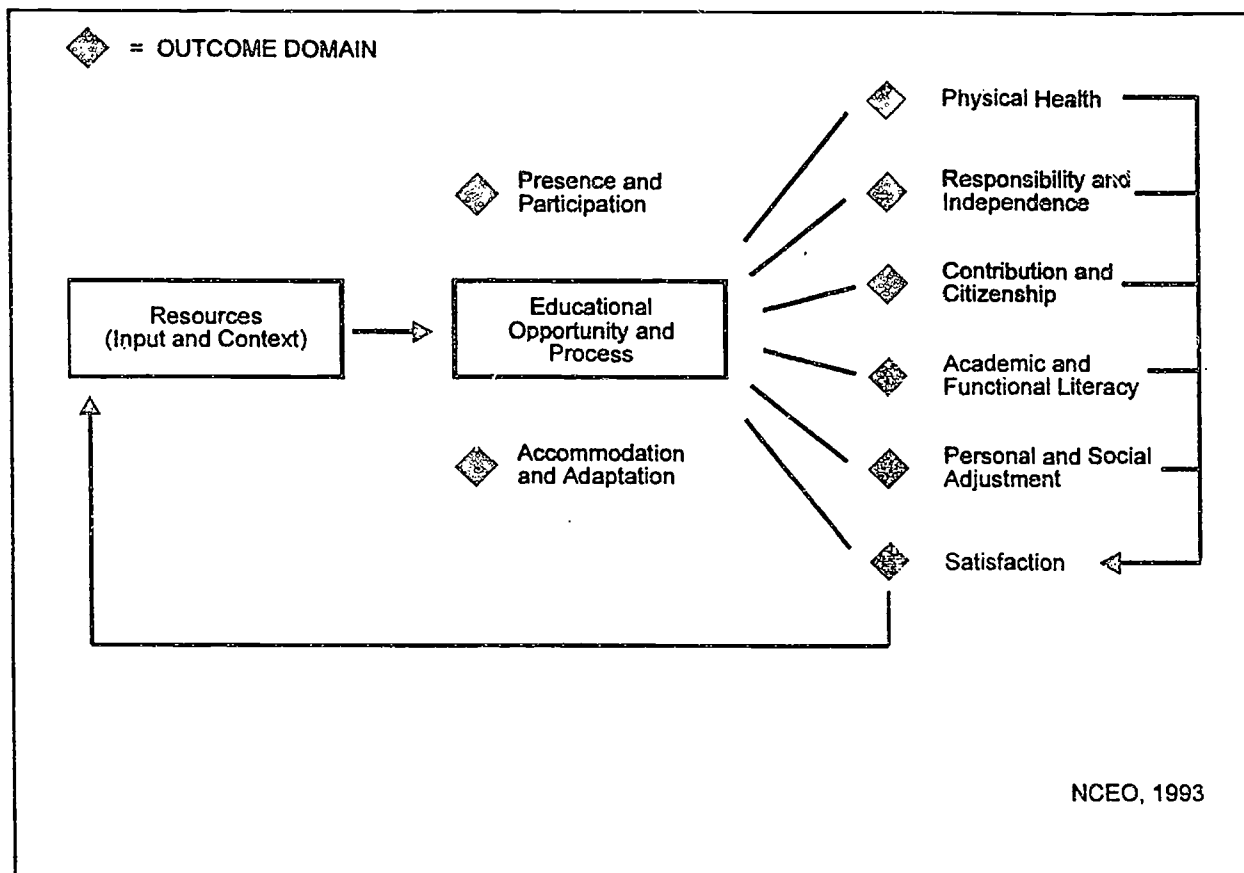 = OUTCOME DOMAIN
Physical Health
Presence and
Participation
Responsibility and
Independence
Resources
(Input and Context)
Educational
Opportunity and
Process
Contribution and
Citizenship
Academic and
Functional Literacy
Accommodation
and Adaptation
Personal and Social
Adjustment
Satisfaction
NCEO, 1993